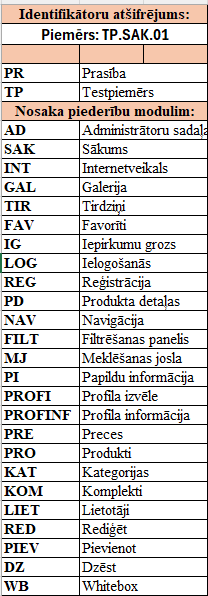 Identifikātoru atšifrējums:
Piemērs: TP.SAK.01
PR Prasība
TP Testpiemērs
Nosaka piederību modulim:
AD Administrātoru sadaļa
SAK Sākums
INT Internetveikals
GAL Galerija
TIR Tirdziņi
FAV Favorīti
IG Iepirkumu grozs
LOG Ielogošanās
REG Reģistrācija
PD Produkta detaļas
NAV Navigācija
FILT Filtrēšanas panelis
MJ Meklēšanas josla
PI Papildu informācija
PROFI Profila izvēle
PROFINF Profila informācija
PRE Preces
PRO Produkti
KAT Kategorijas
KOM Komplekti
LIET Lietotāji
RED Rediģēt
PIEV Pievienot
DZ Dzēst
WB Whitebox